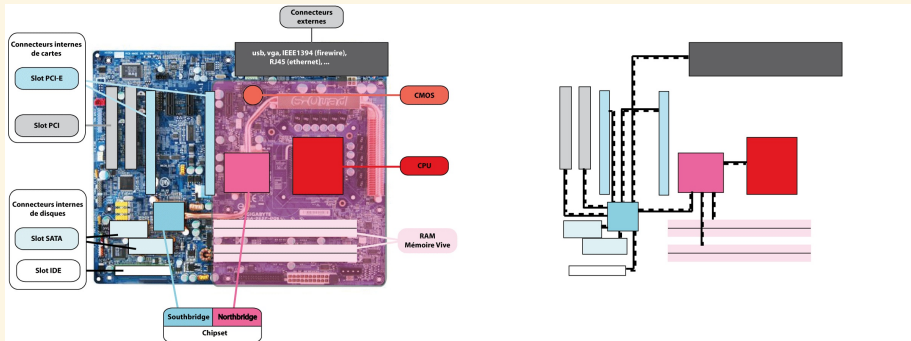 Connecteurs
externes
usb, vga, IEEE1394 (firewire),
RJ45 (ethernet), ...
Connecteurs internes
de cartes
Slot PCI-E
Slot PCI
CMOS
CPU
Connecteurs internes
de disques
Slot SATA
Slot IDE
RAM
Mémoire Vive
GIGABYTE
Southbridge
Northbridge
Chipset